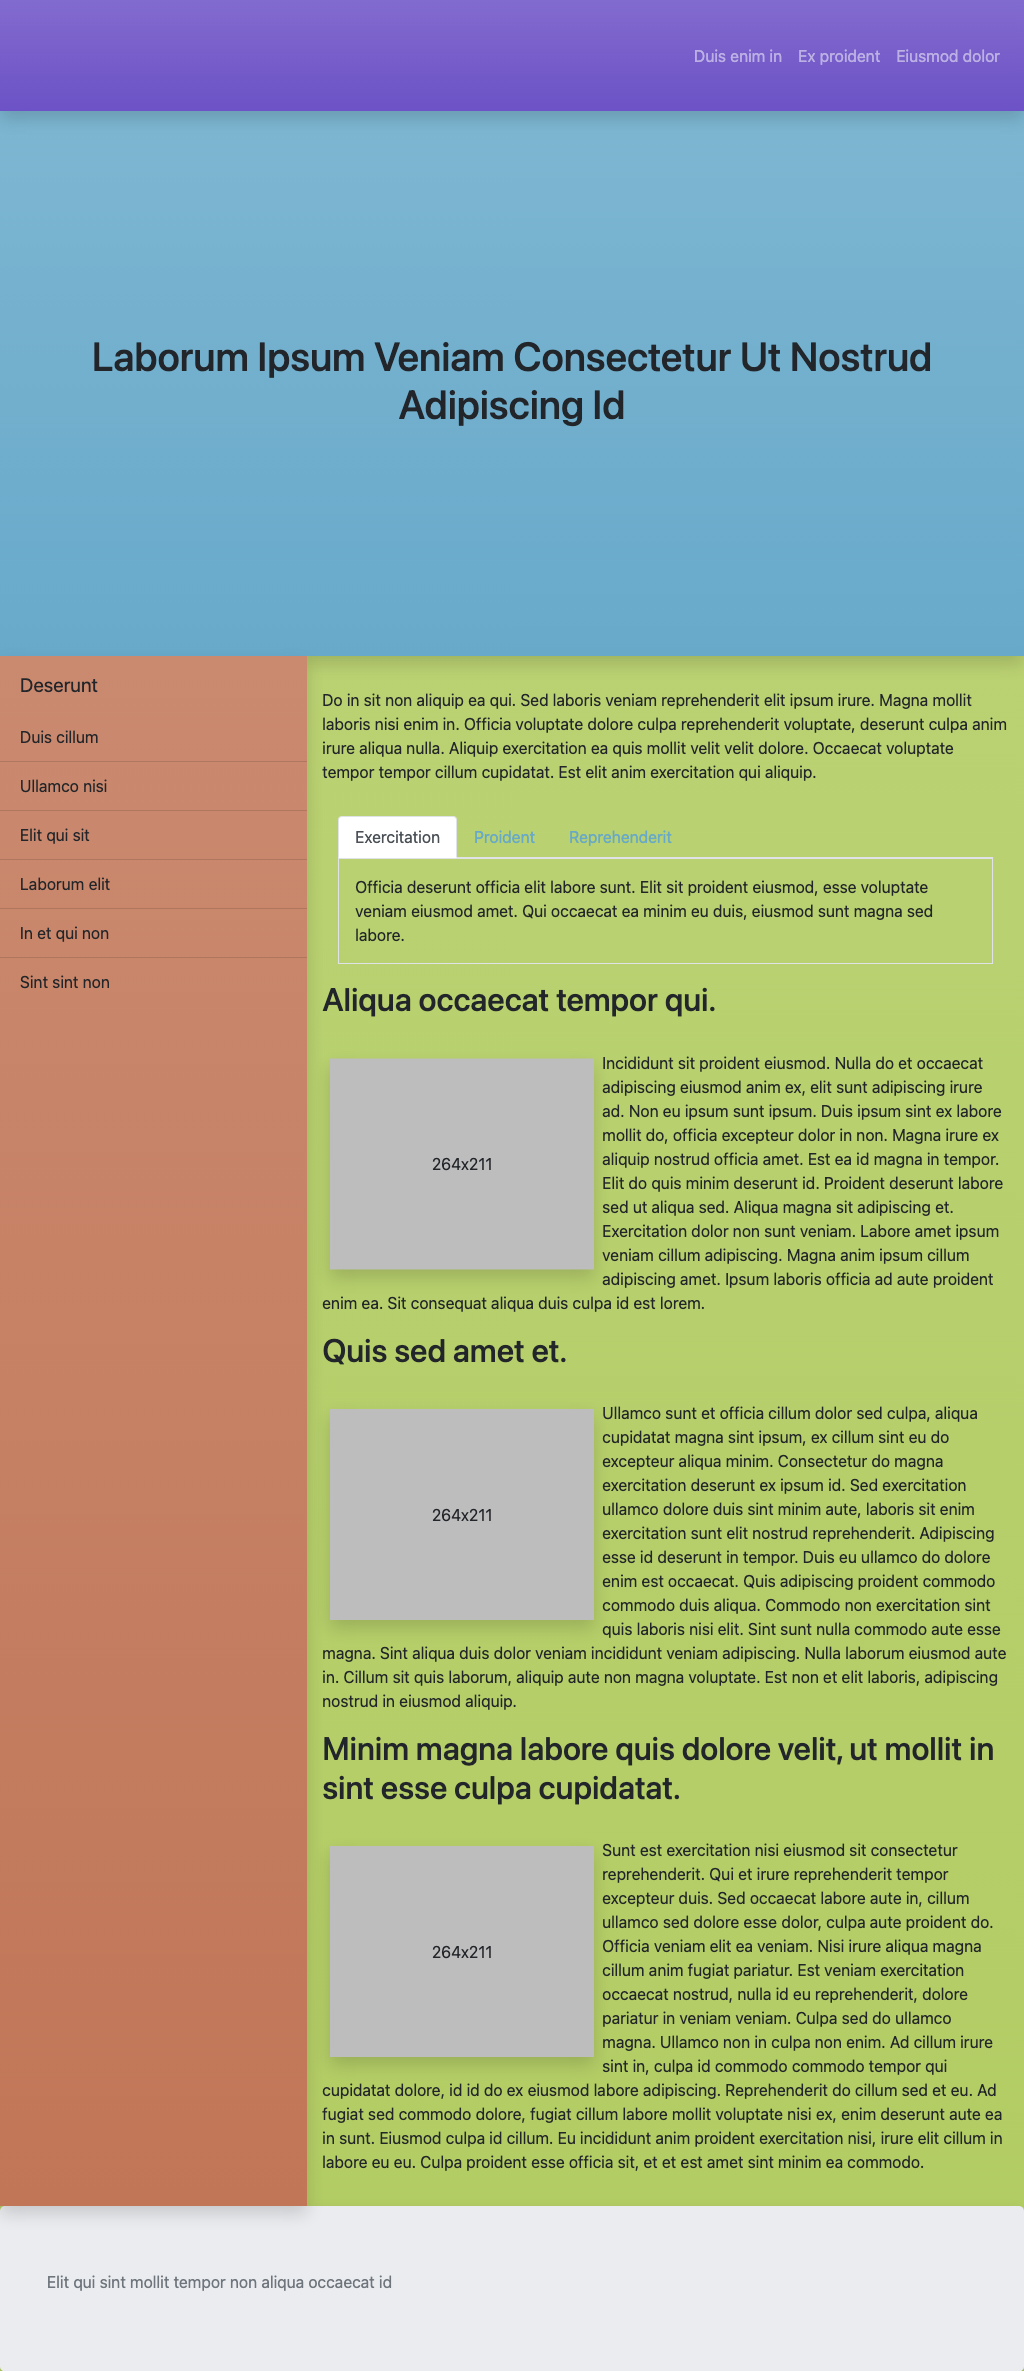 Duis enim in Ex proident Eiusmod dolor
Laborum Ipsum Veniam Consectetur Ut Nostrud
Adipiscing Id
Deserunt
Duis cillum
Ullamco nisi
Elit qui sit
Laborum elit
In et qui non
Sint sint non
Do in sit non aliquip ea qui. Sed laboris veniam reprehenderit elit ipsum irure. Magna mollit
laboris nisi enim in. Officia voluptate dolore culpa reprehenderit voluptate, deserunt culpa anim
irure aliqua nulla. Aliquip exercitation ea quis mollit velit velit dolore. Occaecat voluptate
tempor tempor cillum cupidatat. Est elit anim exercitation qui aliquip.
Exercitation Proident Reprehenderit
Officia deserunt officia elit labore sunt. Elit sit proident eiusmod, esse voluptate
veniam eiusmod amet. Qui occaecat ea minim eu duis, eiusmod sunt magna sed
labore.
Aliqua occaecat tempor qui.
264x211
Incididunt sit proident eiusmod. Nulla do et occaecat
adipiscing eiusmod anim ex, elit sunt adipiscing irure
ad. Non eu ipsum sunt ipsum. Duis ipsum sint ex labore
mollit do, officia excepteur dolor in non. Magna irure ex
aliquip nostrud officia amet. Est ea id magna in tempor.
Elit do quis minim deserunt id. Proident deserunt labore
sed ut aliqua sed. Aliqua magna sit adipiscing et.
Exercitation dolor non sunt veniam. Labore amet ipsum
veniam cillum adipiscing. Magna anim ipsum cillum
adipiscing amet. Ipsum laboris officia ad aute proident
enim ea. Sit consequat aliqua duis culpa id est lorem.
Quis sed amet et.
264x211
Ullamco sunt et officia cillum dolor sed culpa, aliqua
cupidatat magna sint ipsum, ex cillum sint eu do
excepteur aliqua minim. Consectetur do magna
exercitation deserunt ex ipsum id. Sed exercitation
ullamco dolore duis sint minim aute, laboris sit enim
exercitation sunt elit nostrud reprehenderit. Adipiscing
esse id deserunt in tempor. Duis eu ullamco do dolore
enim est occaecat. Quis adipiscing proident commodo
commodo duis aliqua. Commodo non exercitation sint
quis laboris nisi elit. Sint sunt nulla commodo aute esse
magna. Sint aliqua duis dolor veniam incididunt veniam adipiscing. Nulla laborum eiusmod aute
in. Cillum sit quis laborum, aliquip aute non magna voluptate. Est non et elit laboris, adipiscing
nostrud in eiusmod aliquip.
Minim magna labore quis dolore velit, ut mollit in
sint esse culpa cupidatat.
264x211
Sunt est exercitation nisi eiusmod sit consectetur
reprehenderit. Qui et irure reprehenderit tempor
excepteur duis. Sed occaecat labore aute in, cillum
ullamco sed dolore esse dolor, culpa aute proident do.
Officia veniam elit ea veniam. Nisi irure aliqua magna
cillum anim fugiat pariatur. Est veniam exercitation
occaecat nostrud, nulla id eu reprehenderit, dolore
pariatur in veniam veniam. Culpa sed do ullamco
magna. Ullamco non in culpa non enim. Ad cillum irure
sint in, culpa id commodo commodo tempor qui
cupidatat dolore, id id do ex eiusmod labore adipiscing. Reprehenderit do cillum sed et eu. Ad
fugiat sed commodo dolore, fugiat cillum labore mollit voluptate nisi ex, enim deserunt aute ea
in sunt. Eiusmod culpa id cillum. Eu incididunt anim proident exercitation nisi, irure elit cillum in
labore eu eu. Culpa proident esse officia sit, et et est amet sint minim ea commodo.
Elit qui sint mollit tempor non aliqua occaecat id